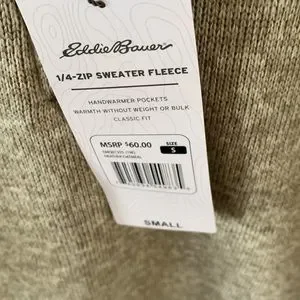 Eddie Bauer
1/4-ZIP SWEATER FLEECE
HANDWARMER POCKETS
WARMTH WITHOUT WEIGHT OR BULK
CLASSIC FIT
MSRP $60.00
SIZE
S
SMALL